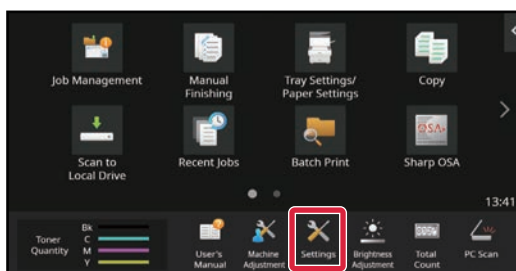 Job Management
Manual
Finishing
Tray Settings/
Paper Settings
Copy
OSA
Scan to
Local Drive
Recent Jobs
Batch Print
Sharp OSA
13:41
Toner
Quantity
Bk
C
M
Y
User's
Manual
Machine
Adjustment
Settings
Brightness
Adjustment
Total
Count
PC Scan